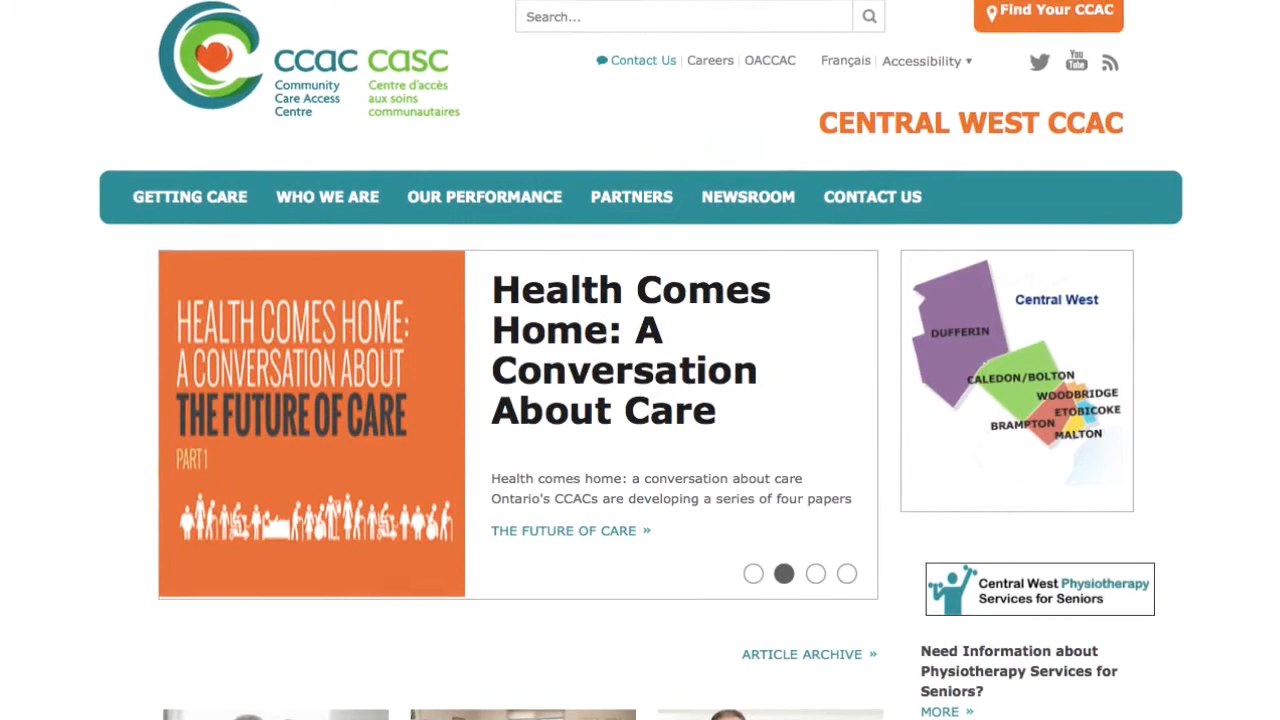 Search...
Find Your CCAC
ccac casc
Community
Care Access
Centre
Centre d'accès
aux soins
communautaires
Contact Us | Careers | OACCAC
Français | Accessibility ▾
You
Tube
CENTRAL WEST CCAC
GETTING CARE WHO WE ARE OUR PERFORMANCE PARTNERS NEWSROOM CONTACT US
HEALTH COMES HOME:
A CONVERSATION ABOUT
THE FUTURE OF CARE
PART 1
Health Comes
Home: A
Conversation
About Care
Health comes home: a conversation about care
Ontario's CCACs are developing a series of four papers
THE FUTURE OF CARE »
Central West
DUFFERIN
CALEDON/BOLTON
WOODBRIDGE
ETOBICOKE
BRAMPTON
MALTON
Central West Physiotherapy
Services for Seniors
ARTICLE ARCHIVE »
Need Information about
Physiotherapy Services for
Seniors?
MORE »